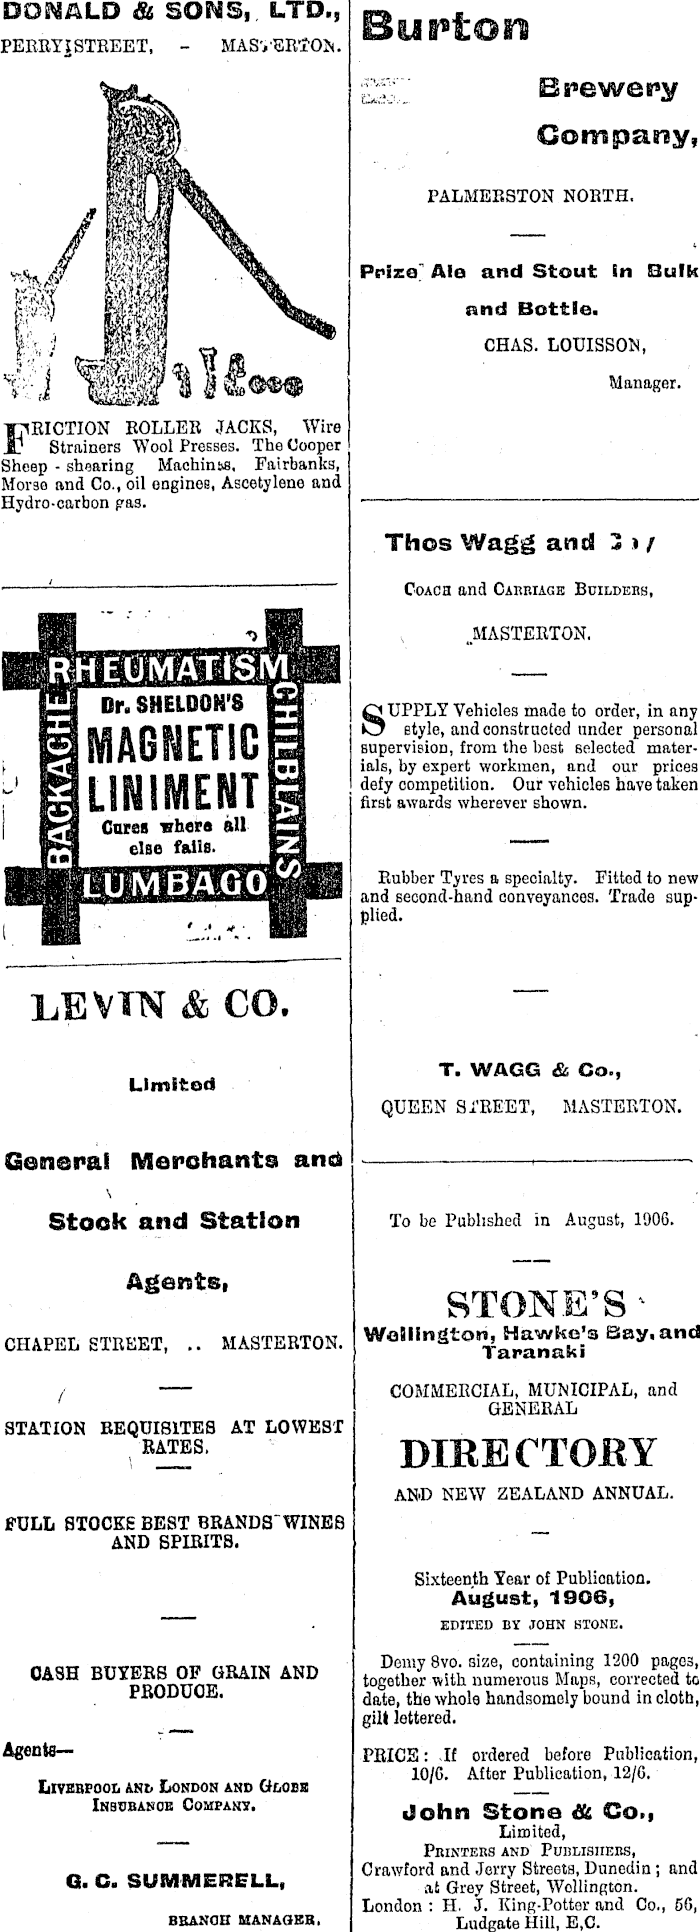 DONALD & SONS, LTD.,
PERRY STREET, - MASTERTON.
FRICTION ROLLER JACKS, Wire
Strainers Wool Presses. The Cooper
Sheep - shearing Machines, Fairbanks,
Morse and Co., oil engines, Ascetylene and
Hydro-carbon gas.
RHEUMATISM
BACKACHE
Dr. SHELDON'S
MAGNETIC
LINIMENT
Cures where all
else fails.
CHILBLAINS
LUMBAGO
LEVIN & CO.
Limited
General Merchants and
Stock and Station
Agents,
CHAPEL STREET, .. MASTERTON.
STATION REQUISITES AT LOWEST
RATES.
FULL STOCKS BEST BRANDS WINES
AND SPIRITS.
CASH BUYERS OF GRAIN AND
PRODUCE.
Agents—
LIVERPOOL AND LONDON AND GLOBE
INSURANCE COMPANY.
G. C. SUMMERELL,
BRANCH MANAGER.
Burton
Brewery
Company,
PALMERSTON NORTH.
Prize Ale and Stout in Bulk
and Bottle.
CHAS. LOUISSON,
Manager.
Thos Wagg and
COACH and CARRIAGE BUILDERS,
MASTERTON.
SUPPLY Vehicles made to order, in any
style, and constructed under personal
supervision, from the best selected mater-
ials, by expert workmen, and our prices
defy competition. Our vehicles have taken
first awards wherever shown.
Rubber Tyres a specialty. Fitted to new
and second-hand conveyances. Trade sup-
plied.
T. WAGG & Co.,
QUEEN STREET, MASTERTON.
To be Published in August, 1906.
STONE'S
Wellington, Hawke's Bay, and
Taranaki
COMMERCIAL, MUNICIPAL, and
GENERAL
DIRECTORY
AND NEW ZEALAND ANNUAL.
Sixteenth Year of Publication.
August, 1906,
EDITED BY JOHN STONE.
Demy 8vo. size, containing 1200 pages,
together with numerous Maps, corrected to
date, the whole handsomely bound in cloth,
gilt lettered.
PRICE: If ordered before Publication,
10/6. After Publication, 12/6.
John Stone & Co.,
Limited,
PRINTERS AND PUBLISHERS,
Crawford and Jerry Streets, Dunedin; and
at Grey Street, Wellington.
London: H. J. King-Potter and Co., 56,
Ludgate Hill, E,C.